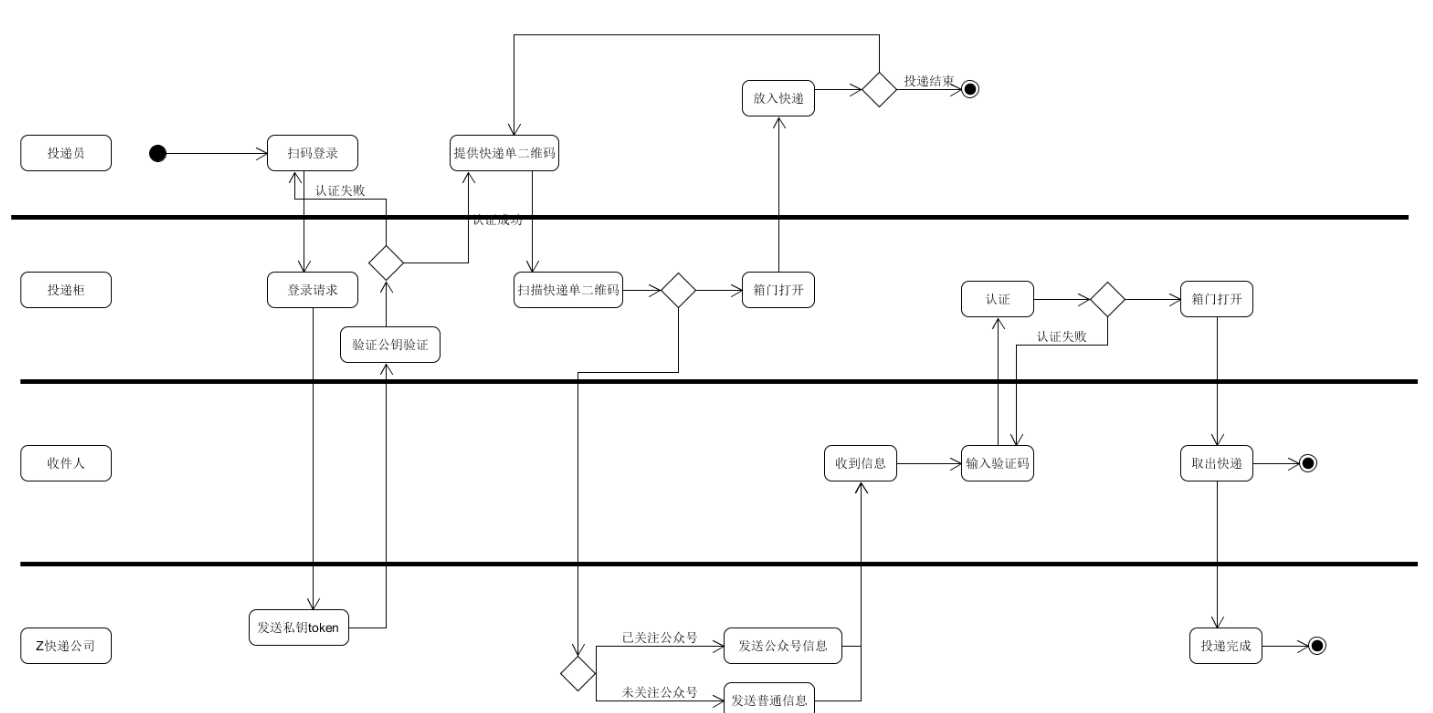 投递结束
放入快递
投递员
扫码登录
提供快递单二维码
认证失败
认证成功
投递柜
登录请求
扫描快递单二维码
箱门打开
认证
箱门打开
验证公钥验证
认证失败
收件人
收到信息
输入验证码
取出快递
发送私钥token
Z快递公司
已关注公众号
发送公众号信息
投递完成
未关注公众号
发送普通信息